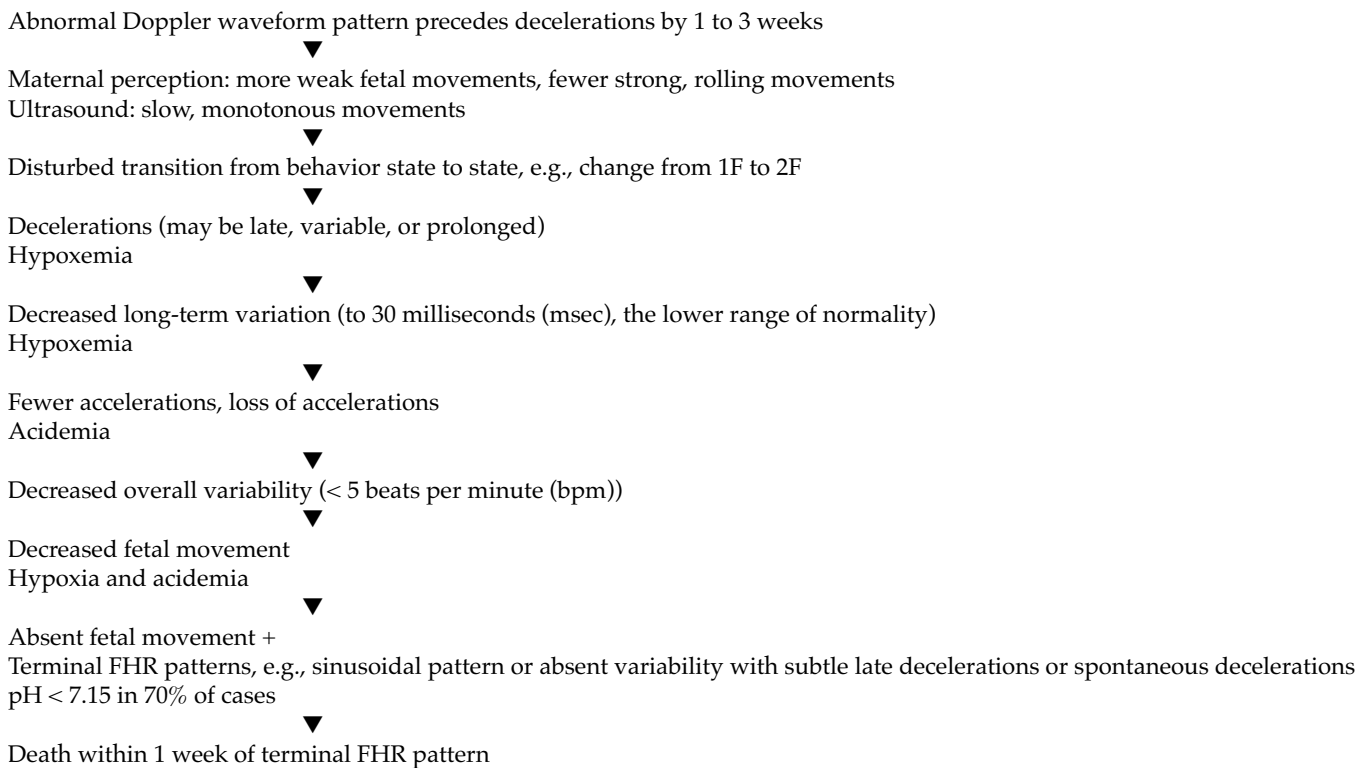 Abnormal Doppler waveform pattern precedes decelerations by 1 to 3 weeks
▼
Maternal perception: more weak fetal movements, fewer strong, rolling movements
Ultrasound: slow, monotonous movements
▼
Disturbed transition from behavior state to state, e.g., change from 1F to 2F
▼
Decelerations (may be late, variable, or prolonged)
Hypoxemia
▼
Decreased long-term variation (to 30 milliseconds (msec), the lower range of normality)
Hypoxemia
▼
Fewer accelerations, loss of accelerations
Acidemia
▼
Decreased overall variability (< 5 beats per minute (bpm))
▼
Decreased fetal movement
Hypoxia and acidemia
▼
Absent fetal movement +
Terminal FHR patterns, e.g., sinusoidal pattern or absent variability with subtle late decelerations or spontaneous decelerations
pH < 7.15 in 70% of cases
▼
Death within 1 week of terminal FHR pattern